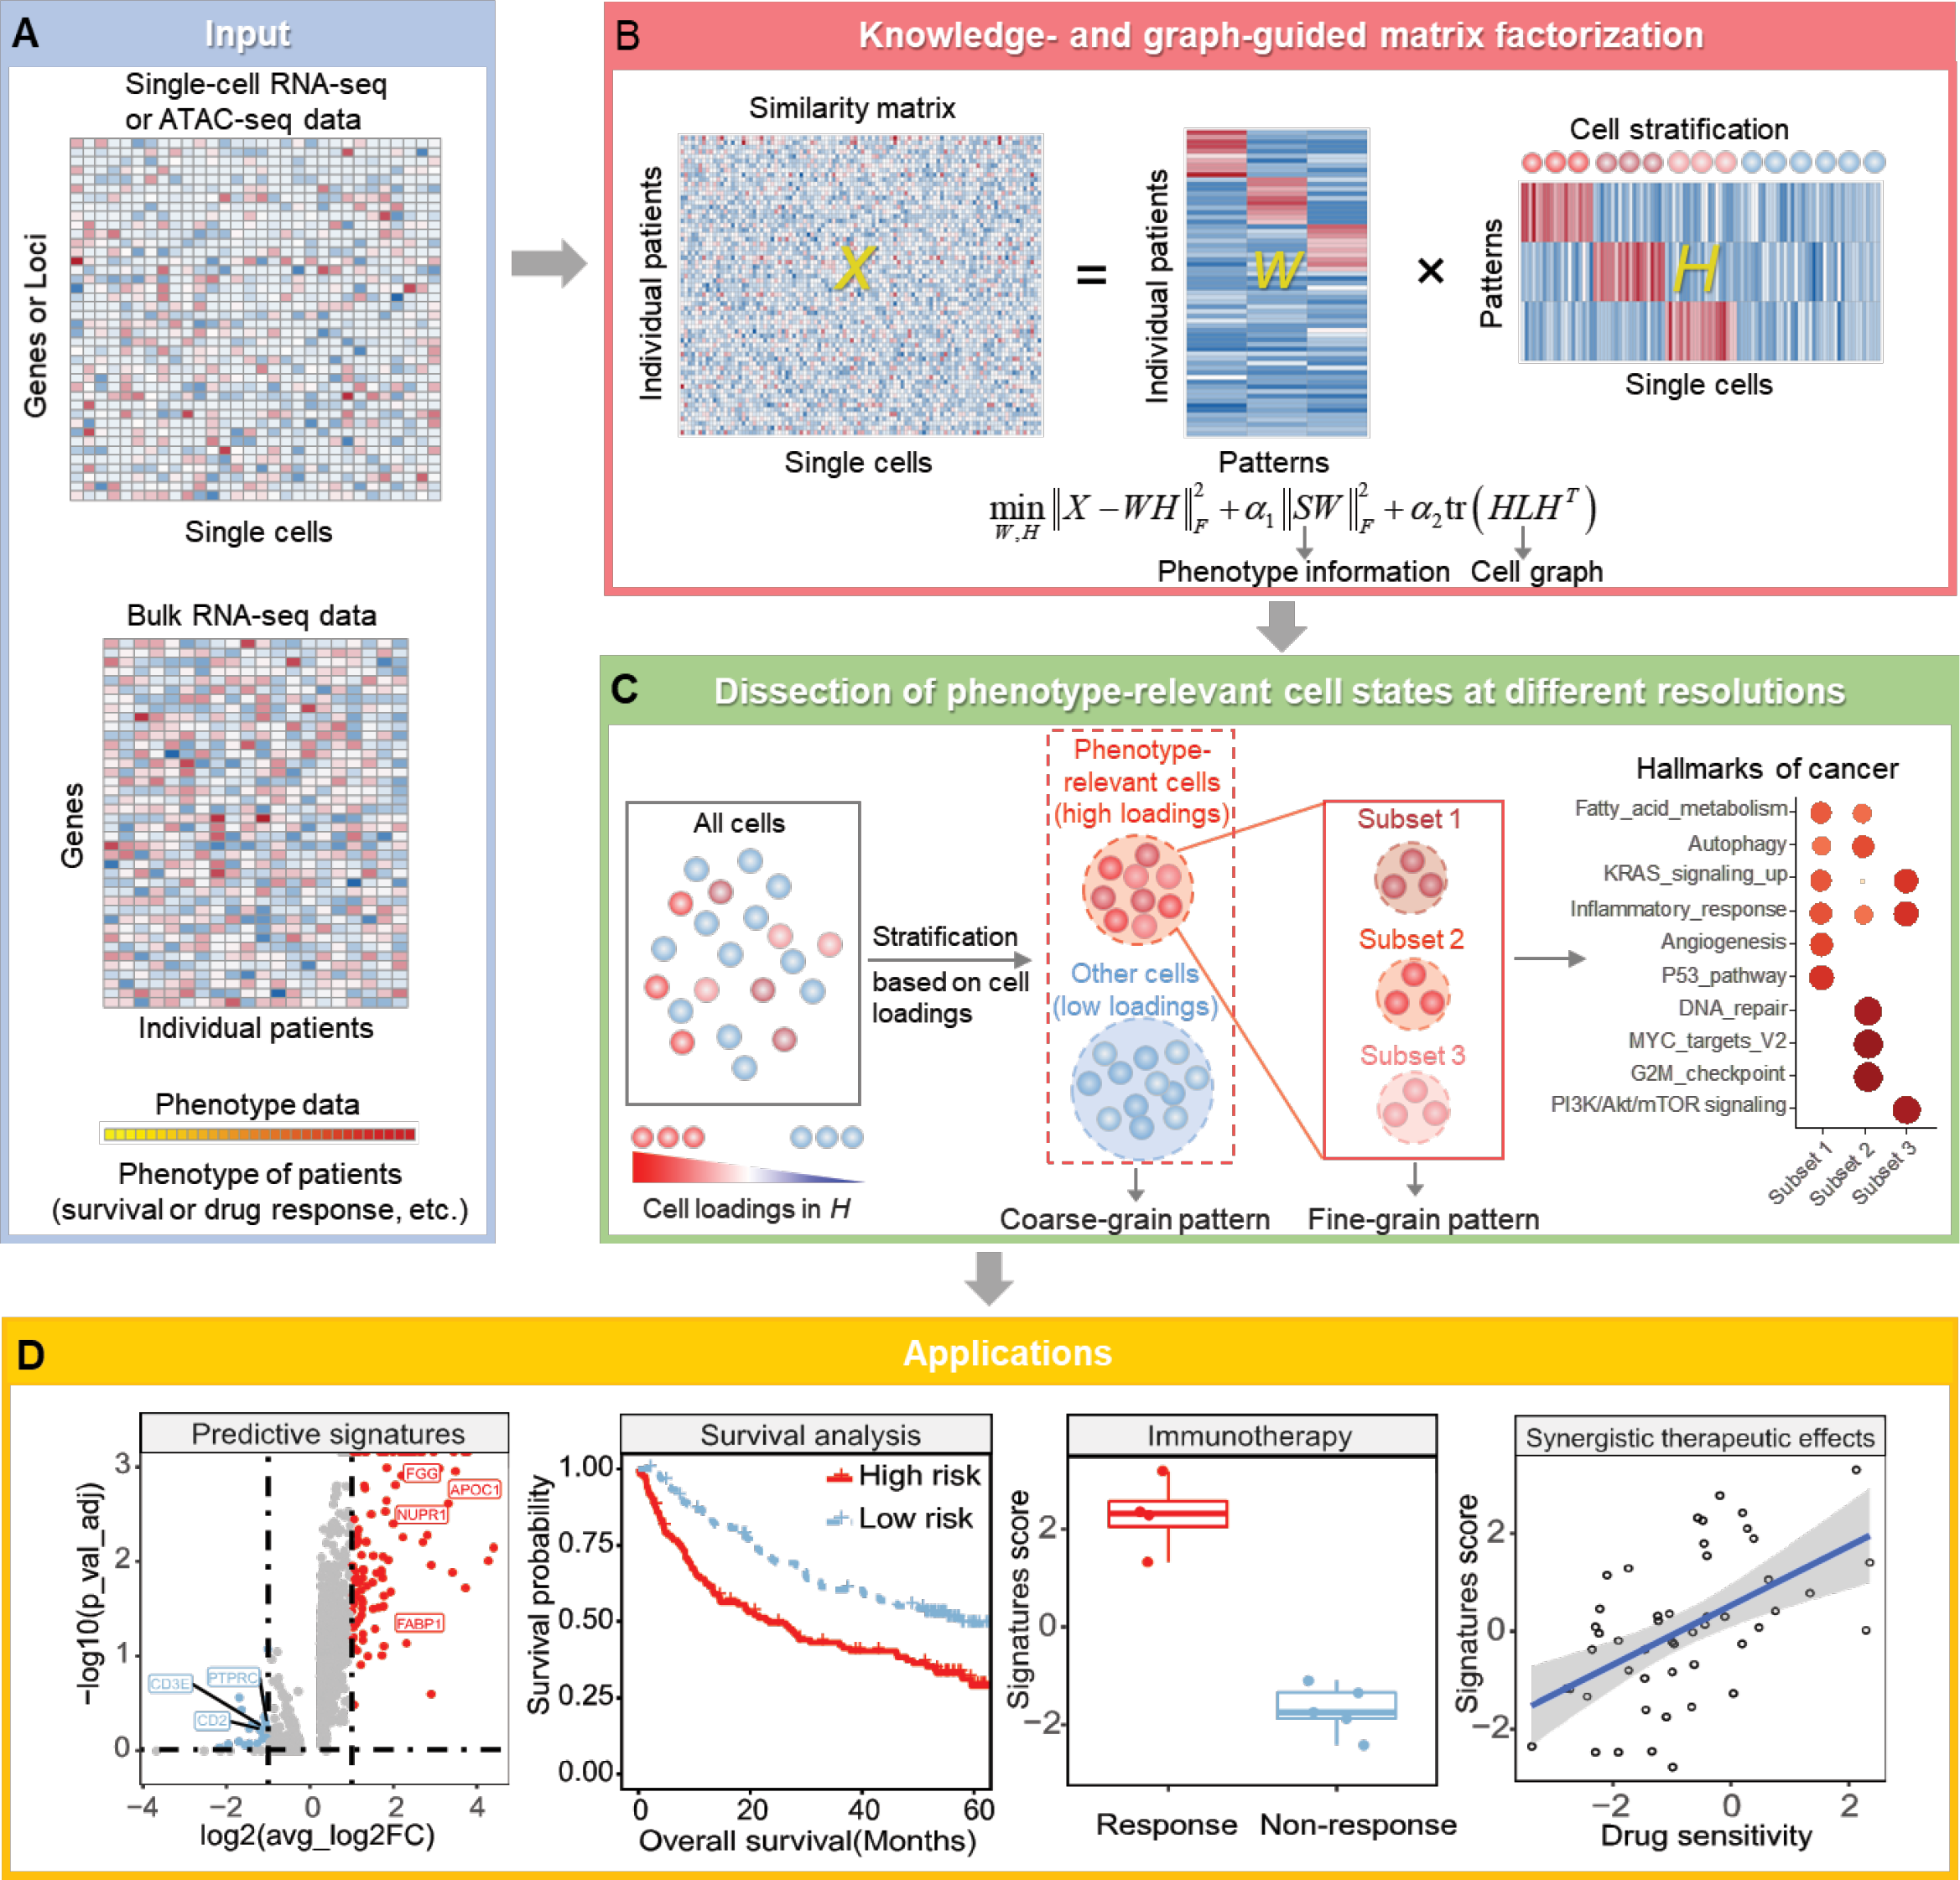 A
Input
Single-cell RNA-seq
or ATAC-seq data
Genes or Loci
Single cells
Bulk RNA-seq data
Genes
Individual patients
Phenotype data
Phenotype of patients
(survival or drug response, etc.)
B
Knowledge- and graph-guided matrix factorization
Similarity matrix
Individual patients
X
Single cells
=
Individual patients
W
Patterns
×
Cell stratification
Patterns
H
Single cells
min W,H ‖X − WH‖²_F + α₁‖SW‖²_F + α₂tr(HLHᵀ)
Phenotype information
Cell graph
C
Dissection of phenotype-relevant cell states at different resolutions
All cells
Cell loadings in H
Stratification
based on cell
loadings
Phenotype-
relevant cells
(high loadings)
Other cells
(low loadings)
Coarse-grain pattern
Subset 1
Subset 2
Subset 3
Fine-grain pattern
Hallmarks of cancer
Fatty_acid_metabolism
Autophagy
KRAS_signaling_up
Inflammatory_response
Angiogenesis
P53_pathway
DNA_repair
MYC_targets_V2
G2M_checkpoint
PI3K/Akt/mTOR signaling
Subset 1
Subset 2
Subset 3
D
Applications
Predictive signatures
−log10(p_val_adj)
3
2
1
0
FGG
APOC1
NUPR1
FABP1
CD3E
PTPRC
CD2
−4 −2 0 2 4
log2(avg_log2FC)
Survival analysis
Survival probability
1.00
0.75
0.50
0.25
0.00
High risk
Low risk
0 20 40 60
Overall survival(Months)
Immunotherapy
Signatures score
2
0
−2
Response Non-response
Synergistic therapeutic effects
Signatures score
2
0
−2
−2 0 2
Drug sensitivity